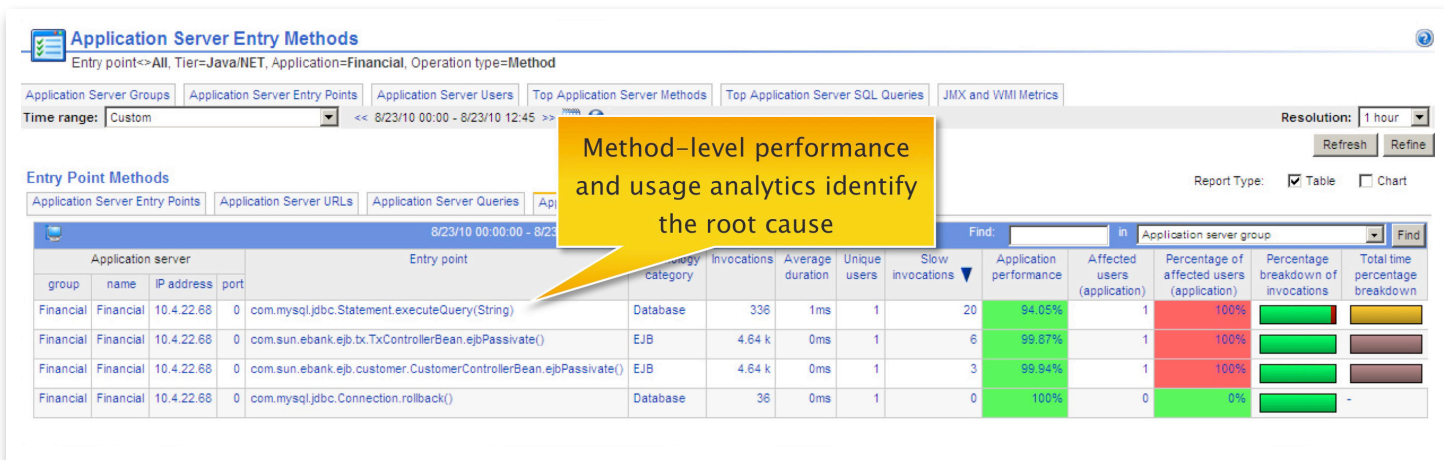 Application Server Entry Methods
Entry point<>All, Tier=Java/NET, Application=Financial, Operation type=Method
Application Server Groups Application Server Entry Points Application Server Users Top Application Server Methods Top Application Server SQL Queries JMX and WMI Metrics
Time range: Custom << 8/23/10 00:00 - 8/23/10 12:45 >> Resolution: 1 hour
Refresh Refine
Method-level performance
and usage analytics identify
the root cause
Entry Point Methods
Report Type: Table Chart
Application Server Entry Points Application Server URLs Application Server Queries
8/23/10 00:00:00 - Find: in Application server group Find
Application server Entry point category Invocations Average duration Unique users Slow invocations Application performance Affected users (application) Percentage of affected users (application) Percentage breakdown of invocations Total time percentage breakdown
group name IP address port
Financial Financial 10.4.22.68 0 com.mysql.jdbc.Statement.executeQuery(String) Database 336 1ms 1 20 94.05% 1 100%
Financial Financial 10.4.22.68 0 com.sun.ebank.ejb.tx.TxControllerBean.ejbPassivate() EJB 4.64 k 0ms 1 6 99.87% 1 100%
Financial Financial 10.4.22.68 0 com.sun.ebank.ejb.customer.CustomerControllerBean.ejbPassivate() EJB 4.64 k 0ms 1 3 99.94% 1 100%
Financial Financial 10.4.22.68 0 com.mysql.jdbc.Connection.rollback() Database 36 0ms 1 0 100% 0 0% -